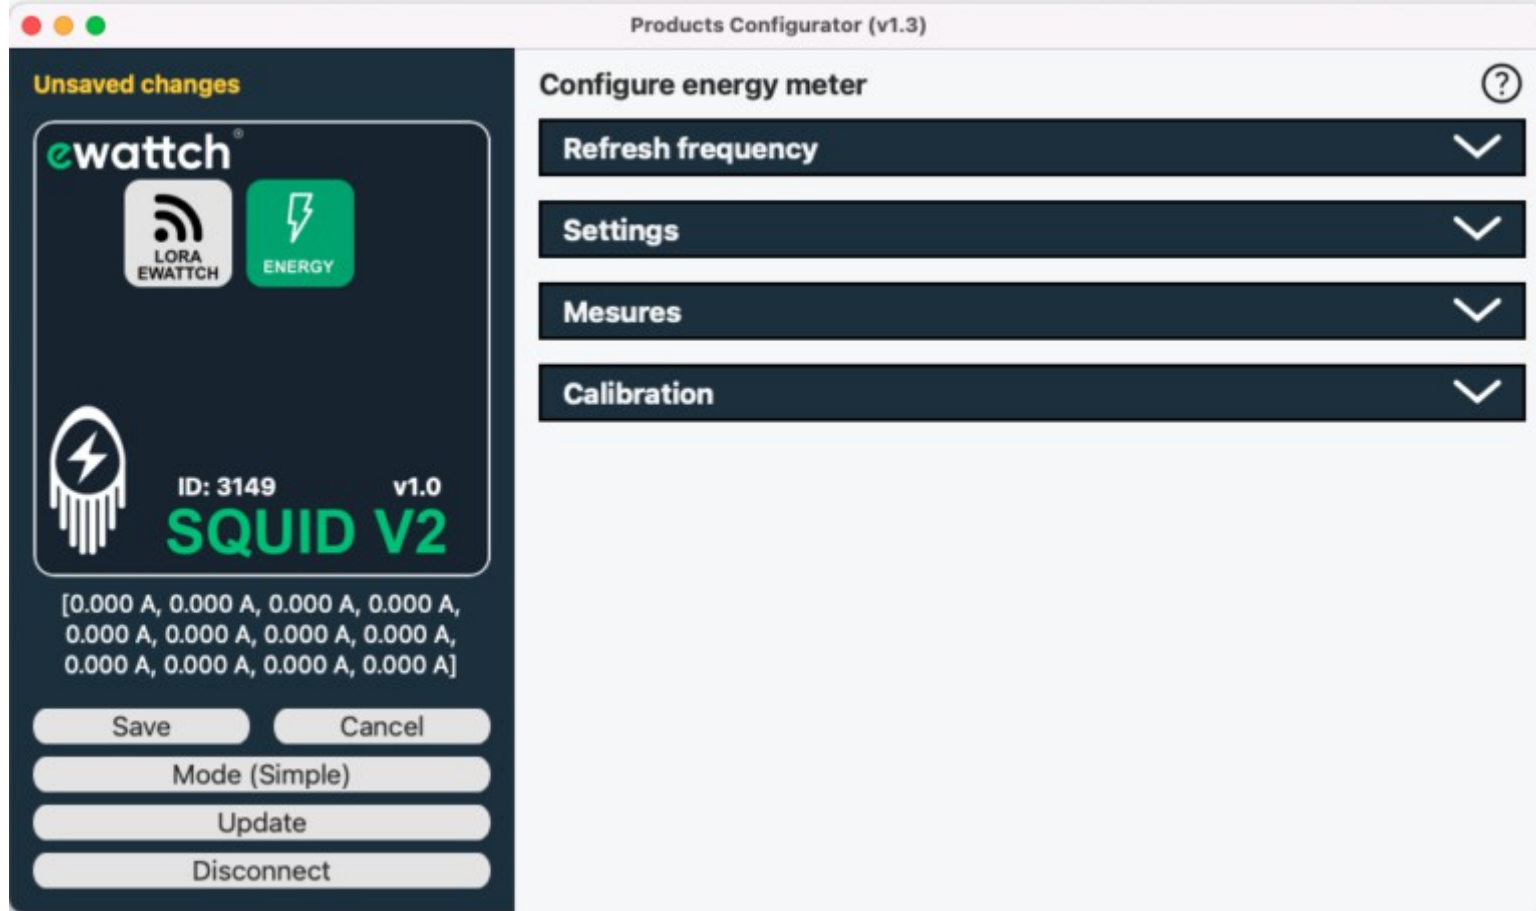 Products Configurator (v1.3)
Unsaved changes
ewattch®
LORA
EWATTCH
ENERGY
ID: 3149 v1.0
SQUID V2
[0.000 A, 0.000 A, 0.000 A, 0.000 A,
0.000 A, 0.000 A, 0.000 A, 0.000 A,
0.000 A, 0.000 A, 0.000 A, 0.000 A]
Save Cancel
Mode (Simple)
Update
Disconnect
Configure energy meter ?
Refresh frequency
Settings
Mesures
Calibration